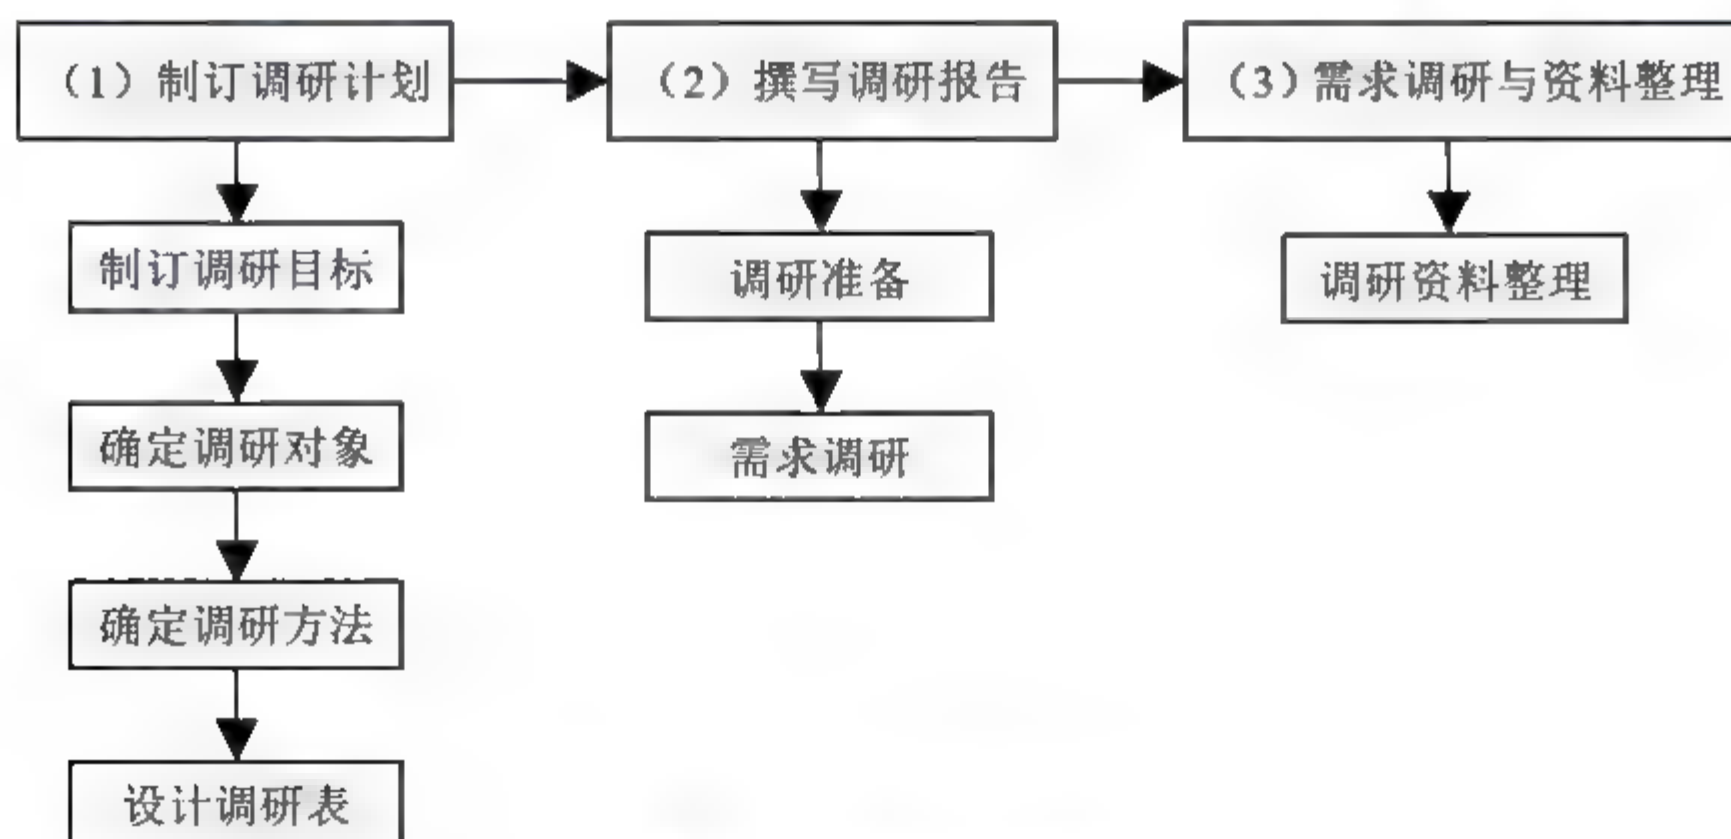 （1）制订调研计划
（2）撰写调研报告
（3）需求调研与资料整理
制订调研目标
调研准备
调研资料整理
确定调研对象
需求调研
确定调研方法
设计调研表